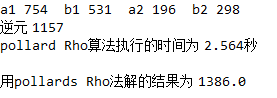 a1 754 b1 531 a2 196 b2 298
逆元 1157
pollard Rho算法执行的时间为 2.564秒
用pollards Rho法解的结果为 1386.0